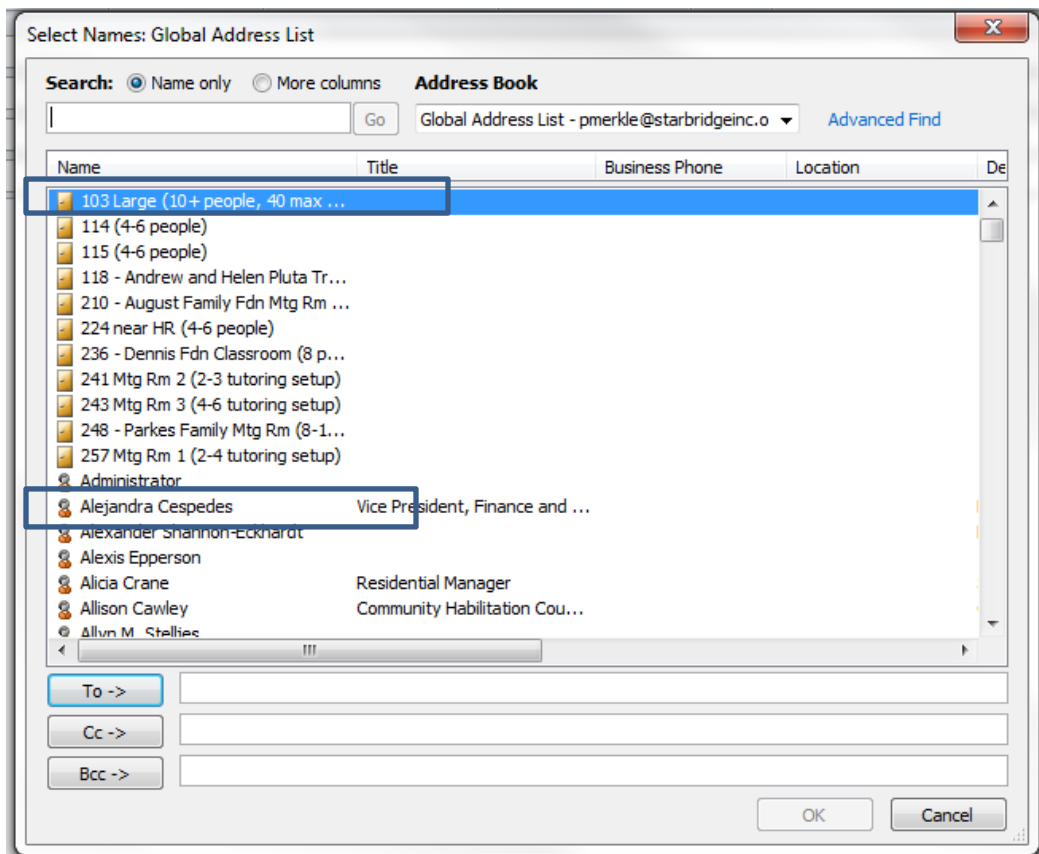 Select Names: Global Address List
Search: Name only More columns Address Book
Go Global Address List - pmerkle@starbridgeinc.o Advanced Find
Name Title Business Phone Location De
103 Large (10+ people, 40 max ...
114 (4-6 people)
115 (4-6 people)
118 - Andrew and Helen Pluta Tr...
210 - August Family Fdn Mtg Rm ...
224 near HR (4-6 people)
236 - Dennis Fdn Classroom (8 p...
241 Mtg Rm 2 (2-3 tutoring setup)
243 Mtg Rm 3 (4-6 tutoring setup)
248 - Parkes Family Mtg Rm (8-1...
257 Mtg Rm 1 (2-4 tutoring setup)
Administrator
Alejandra Cespedes Vice President, Finance and ...
Alexander Shannon-Eckhardt
Alexis Epperson
Alicia Crane Residential Manager
Allison Cawley Community Habilitation Cou...
Allyn M. Stellies
To ->
Cc ->
Bcc ->
OK Cancel